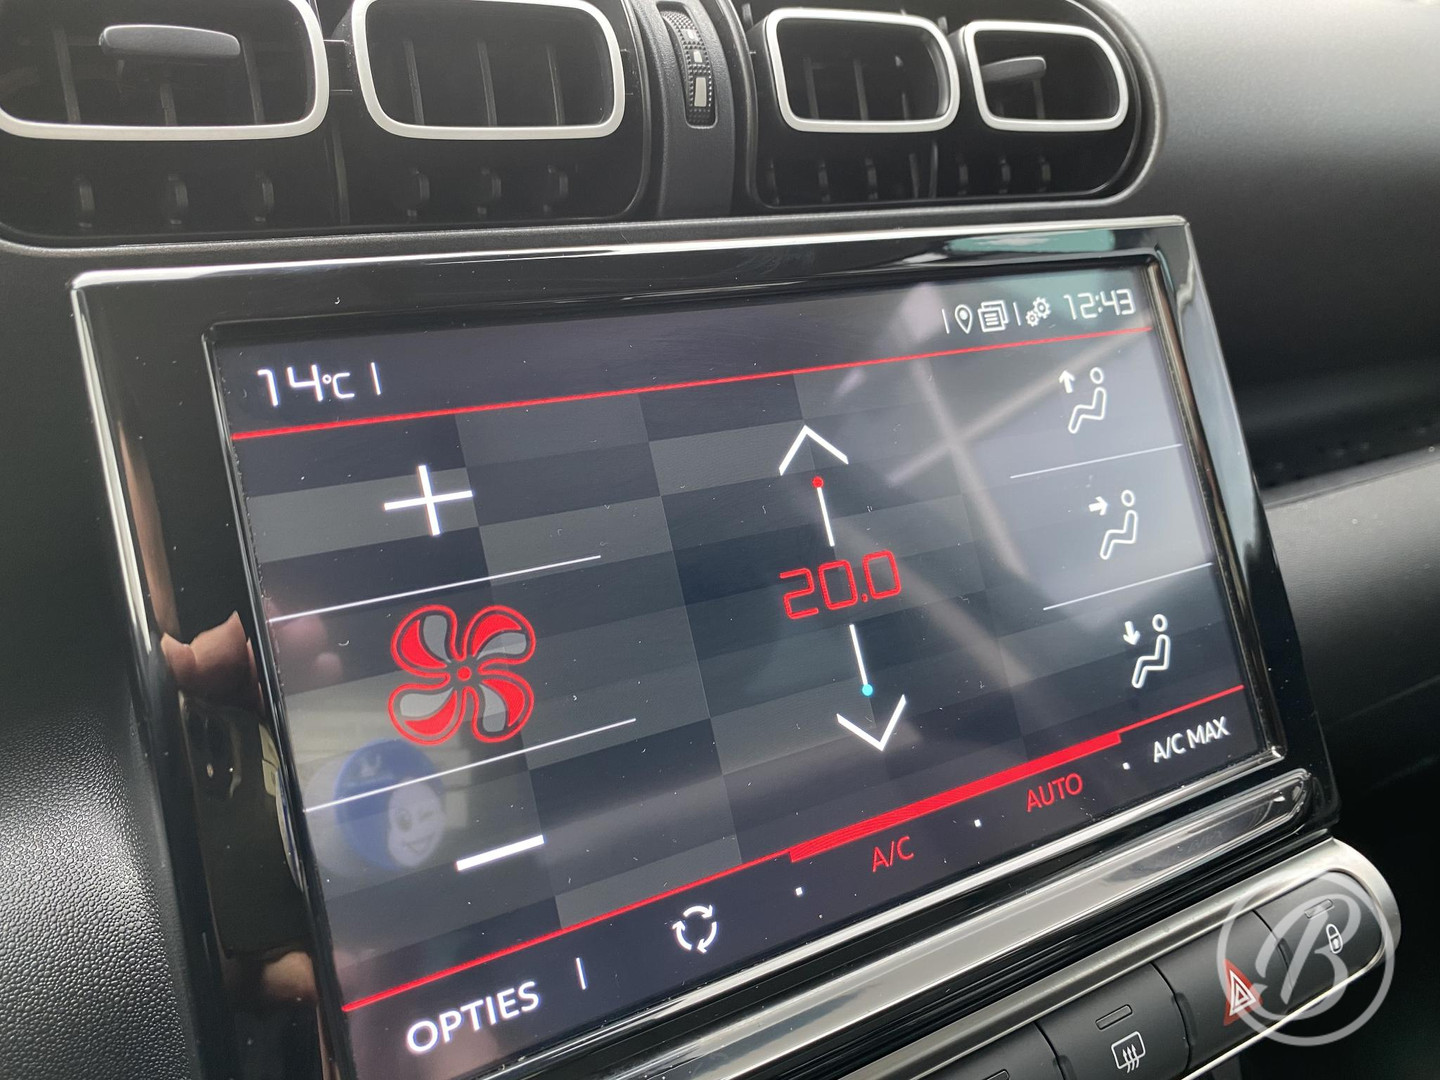 12:43
14°C
20.0
A/C MAX
AUTO
A/C
OPTIES
B